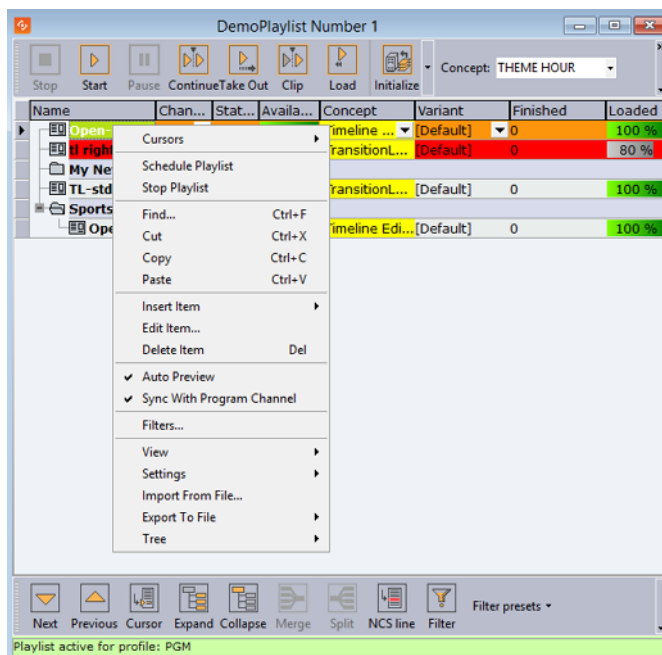 DemoPlaylist Number 1
Stop Start Pause Continue Take Out Clip Load Initialize Concept: THEME HOUR
Name Chan... Stat... Availa... Concept Variant Finished Loaded
Open- Timeline ... [Default] 0 100 %
tl right TransitionL... [Default] 0 80 %
My Ne
TL-std TransitionL... [Default] 0 100 %
Sports
Ope Timeline Edi... [Default] 0 100 %
Cursors
Schedule Playlist
Stop Playlist
Find... Ctrl+F
Cut Ctrl+X
Copy Ctrl+C
Paste Ctrl+V
Insert Item
Edit Item...
Delete Item Del
Auto Preview
Sync With Program Channel
Filters...
View
Settings
Import From File...
Export To File
Tree
Next Previous Cursor Expand Collapse Merge Split NCS line Filter Filter presets
Playlist active for profile: PGM